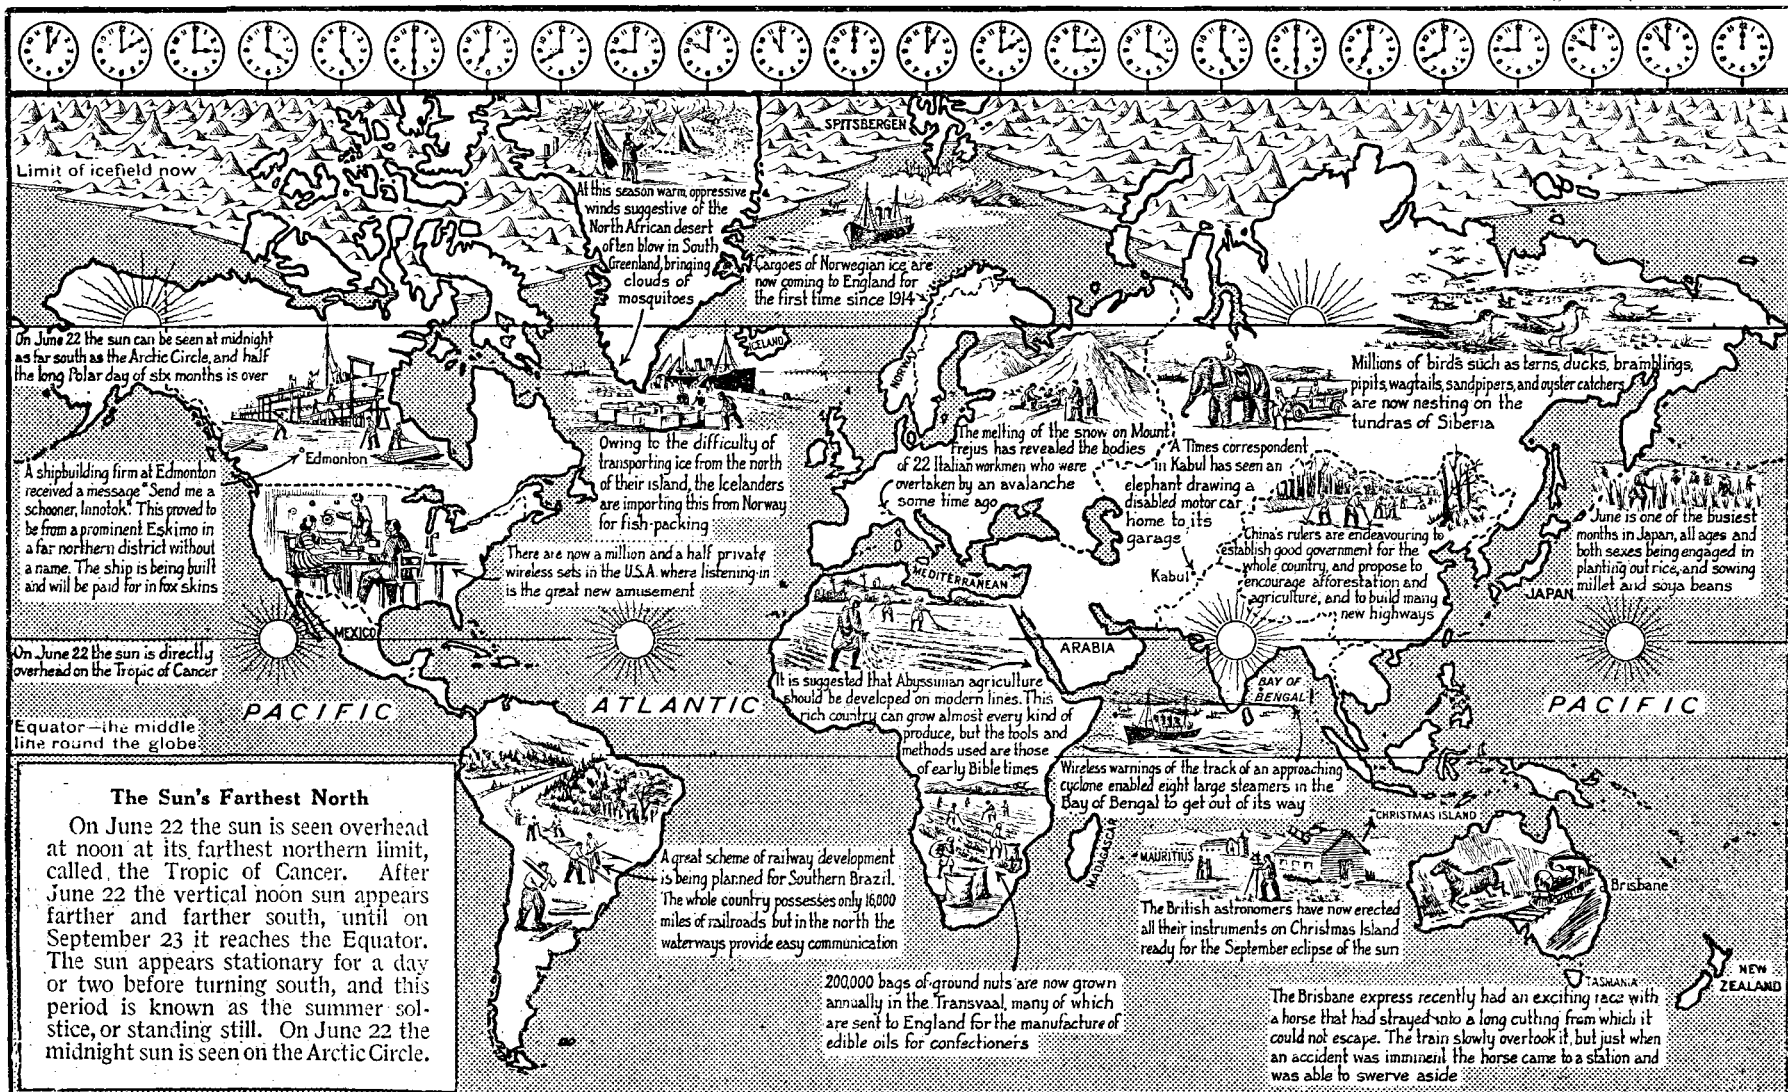 Limit of icefield now
SPITSBERGEN
At this season warm, oppressive
winds suggestive of the
North African desert
often blow in South
Greenland, bringing
clouds of
mosquitoes
Cargoes of Norwegian ice are
now coming to England for
the first time since 1914
On June 22 the sun can be seen at midnight
as far south as the Arctic Circle, and half
the long Polar day of six months is over
ICELAND
NORWAY
Millions of birds such as terns, ducks, bramblings,
pipits, wagtails, sandpipers, and oyster catchers
are now nesting on the
tundras of Siberia
Edmonton
A shipbuilding firm at Edmonton
received a message "Send me a
schooner, Innotok." This proved to
be from a prominent Eskimo in
a far northern district without
a name. The ship is being built
and will be paid for in fox skins
Owing to the difficulty of
transporting ice from the north
of their island, the Icelanders
are importing this from Norway
for fish-packing
The melting of the snow on Mount
Frejus has revealed the bodies
of 22 Italian workmen who were
overtaken by an avalanche
some time ago
A Times correspondent
in Kabul has seen an
elephant drawing a
disabled motor car
home to its
garage
Kabul
China's rulers are endeavouring to
establish good government for the
whole country, and propose to
encourage afforestation and
agriculture, and to build many
new highways
June is one of the busiest
months in Japan, all ages and
both sexes being engaged in
planting out rice, and sowing
millet and soya beans
JAPAN
There are now a million and a half private
wireless sets in the U.S.A. where listening-in
is the great new amusement
MEDITERRANEAN
MEXICO
On June 22 the sun is directly
overhead on the Tropic of Cancer
ARABIA
PACIFIC
ATLANTIC
BAY OF
BENGAL
PACIFIC
It is suggested that Abyssinian agriculture
should be developed on modern lines. This
rich country can grow almost every kind of
produce, but the tools and
methods used are those
of early Bible times
Equator—the middle
line round the globe
Wireless warnings of the track of an approaching
cyclone enabled eight large steamers in the
Bay of Bengal to get out of its way
CHRISTMAS ISLAND
MAURITIUS
MADAGASCAR
The British astronomers have now erected
all their instruments on Christmas Island
ready for the September eclipse of the sun
Brisbane
A great scheme of railway development
is being planned for Southern Brazil.
The whole country possesses only 16,000
miles of railroads but in the north the
waterways provide easy communication
200,000 bags of ground nuts are now grown
annually in the Transvaal, many of which
are sent to England for the manufacture of
edible oils for confectioners
TASMANIA
NEW
ZEALAND
The Brisbane express recently had an exciting race with
a horse that had strayed into a long cutting from which it
could not escape. The train slowly overtook it, but just when
an accident was imminent the horse came to a station and
was able to swerve aside
The Sun's Farthest North
On June 22 the sun is seen overhead
at noon at its farthest northern limit,
called the Tropic of Cancer. After
June 22 the vertical noon sun appears
farther and farther south, until on
September 23 it reaches the Equator.
The sun appears stationary for a day
or two before turning south, and this
period is known as the summer sol-
stice, or standing still. On June 22 the
midnight sun is seen on the Arctic Circle.